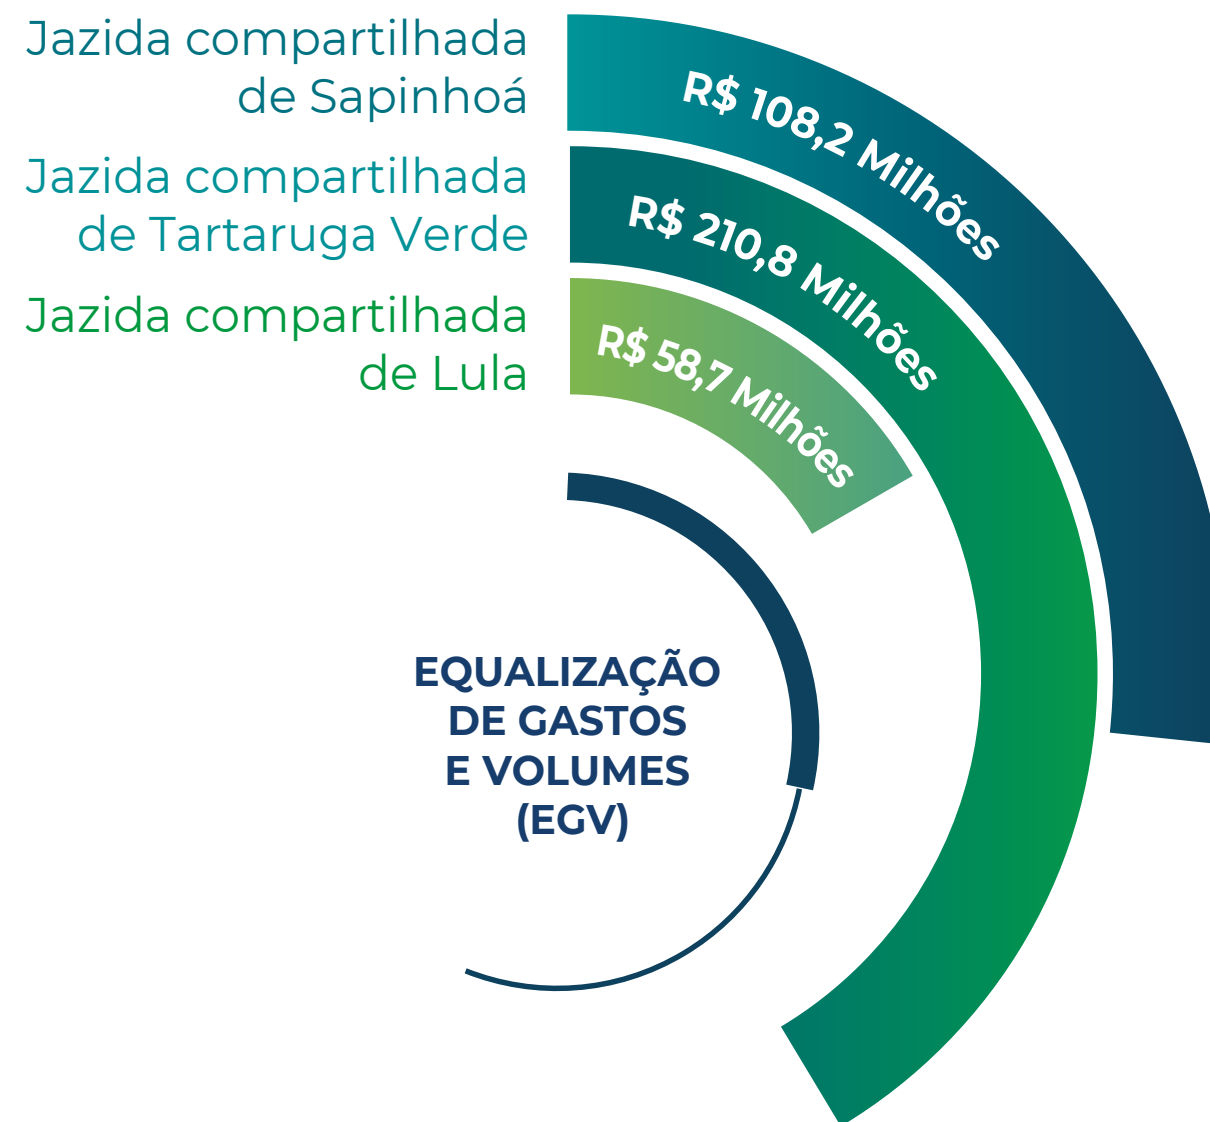 Jazida compartilhada
de Sapinhoá
R$ 108,2 Milhões
Jazida compartilhada
de Tartaruga Verde
R$ 210,8 Milhões
Jazida compartilhada
de Lula
R$ 58,7 Milhões
EQUALIZAÇÃO
DE GASTOS
E VOLUMES
(EGV)